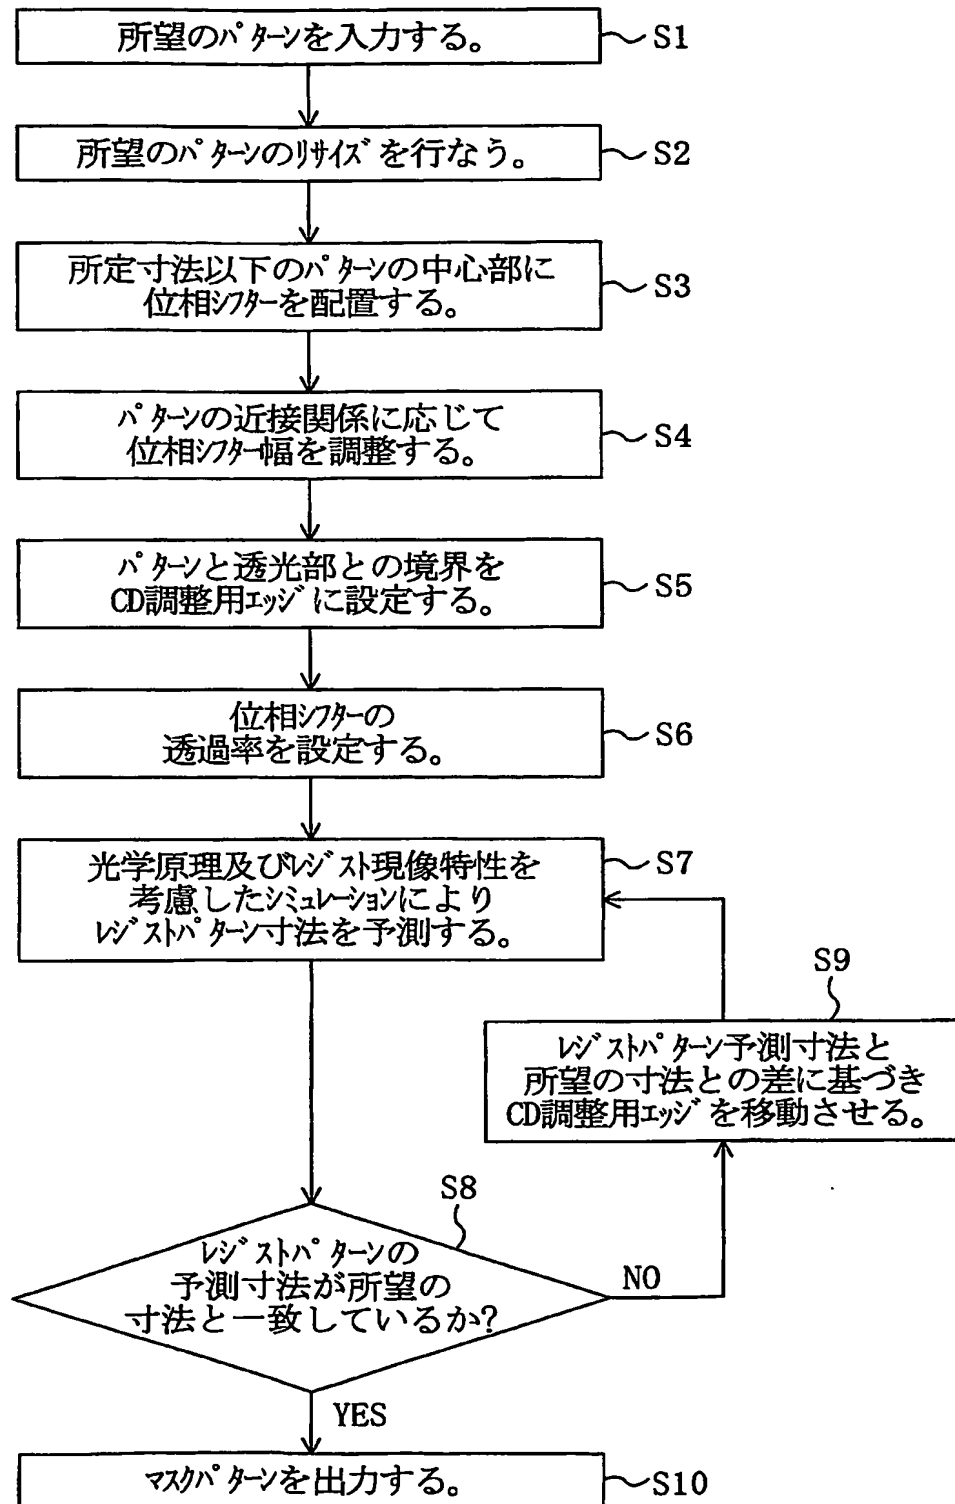 所望のパターンを入力する。
S1
所望のパターンのリサイズを行なう。
S2
所定寸法以下のパターンの中心部に
位相シフターを配置する。
S3
パターンの近接関係に応じて
位相シフター幅を調整する。
S4
パターンと透光部との境界を
CD調整用エッジに設定する。
S5
位相シフターの
透過率を設定する。
S6
光学原理及びレジスト現像特性を
考慮したシミュレーションにより
レジストパターン寸法を予測する。
S7
S9
レジストパターン予測寸法と
所望の寸法との差に基づき
CD調整用エッジを移動させる。
S8
レジストパターンの
予測寸法が所望の
寸法と一致しているか?
NO
YES
マスクパターンを出力する。
S10